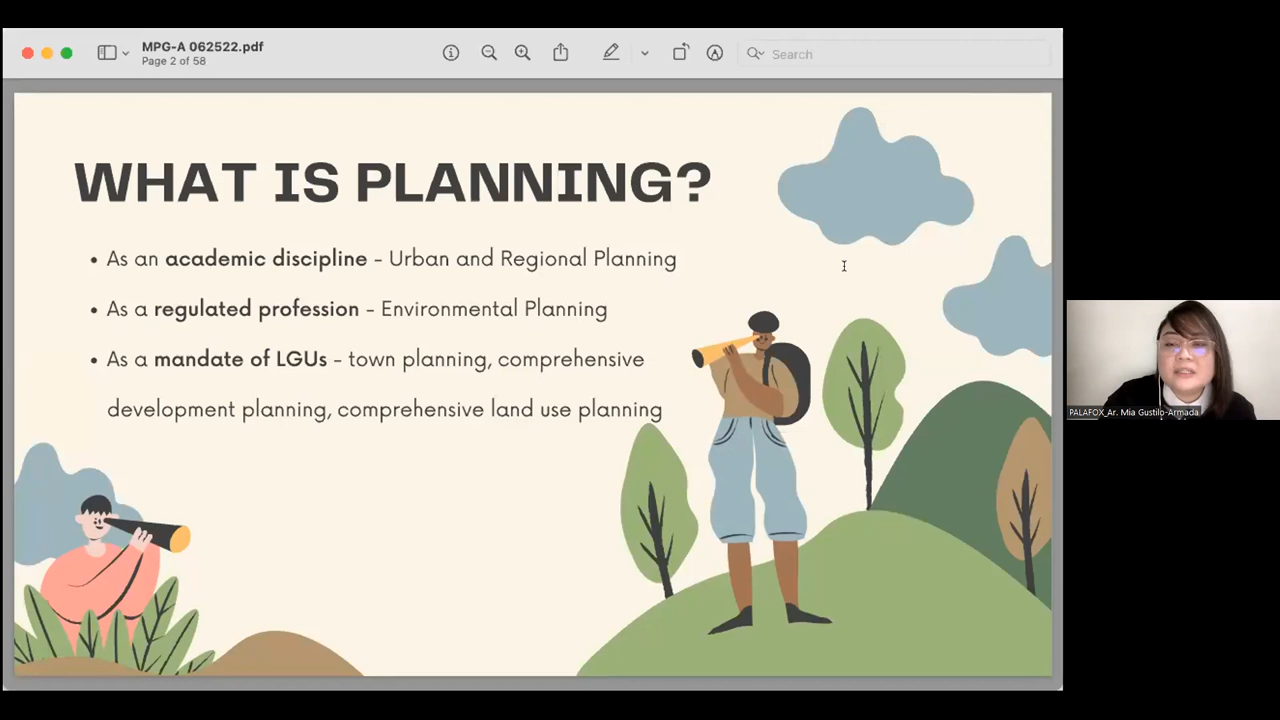 MPG-A 062522.pdf
Page 2 of 58
Search
WHAT IS PLANNING?
• As an academic discipline - Urban and Regional Planning
• As a regulated profession - Environmental Planning
• As a mandate of LGUs - town planning, comprehensive
development planning, comprehensive land use planning
PALAFOX_Ar. Mia Gustilo-Armada